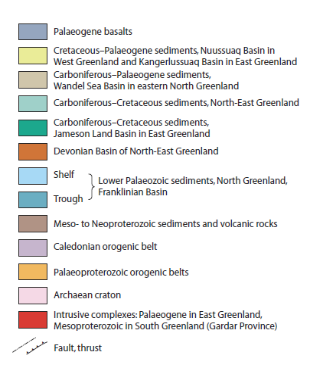 Palaeogene basalts
Cretaceous–Palaeogene sediments, Nuussuaq Basin in
West Greenland and Kangerlussuaq Basin in East Greenland
Carboniferous–Palaeogene sediments,
Wandel Sea Basin in eastern North Greenland
Carboniferous–Cretaceous sediments, North-East Greenland
Carboniferous–Cretaceous sediments,
Jameson Land Basin in East Greenland
Devonian Basin of North-East Greenland
Shelf
Trough
Lower Palaeozoic sediments, North Greenland,
Franklinian Basin
Meso- to Neoproterozoic sediments and volcanic rocks
Caledonian orogenic belt
Palaeoproterozoic orogenic belts
Archaean craton
Intrusive complexes: Palaeogene in East Greenland,
Mesoproterozoic in South Greenland (Gardar Province)
Fault, thrust